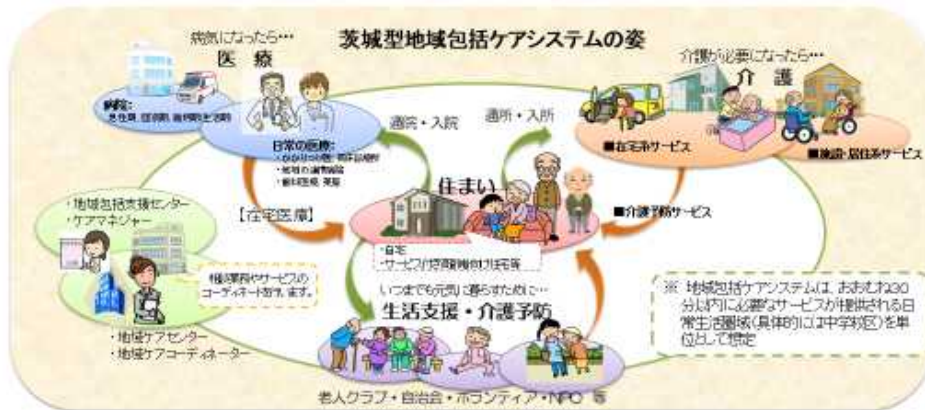 茨城型地域包括ケアシステムの姿
病気になったら…
医 療
病院:
急性期、回復期、慢性期
日常の医療:
・かかりつけ医、有床診療所
・地域の連携病院
・歯科医療、薬局
通院・入院
通所・入所
介護が必要になったら…
介 護
■在宅系サービス
■施設・居住系サービス
住まい
■介護予防サービス
・自宅
・サービス付き高齢者向け住宅等
・地域包括支援センター
・ケアマネジャー
相談業務やサービスの
コーディネートを行います。
・地域ケアセンター
・地域ケアコーディネーター
いつまでも元気に暮らすために…
生活支援・介護予防
老人クラブ・自治会・ボランティア・NPO 等
※ 地域包括ケアシステムは、おおむね30
分以内に必要なサービスが提供される日
常生活圏域(具体的には中学校区)を単
位として想定